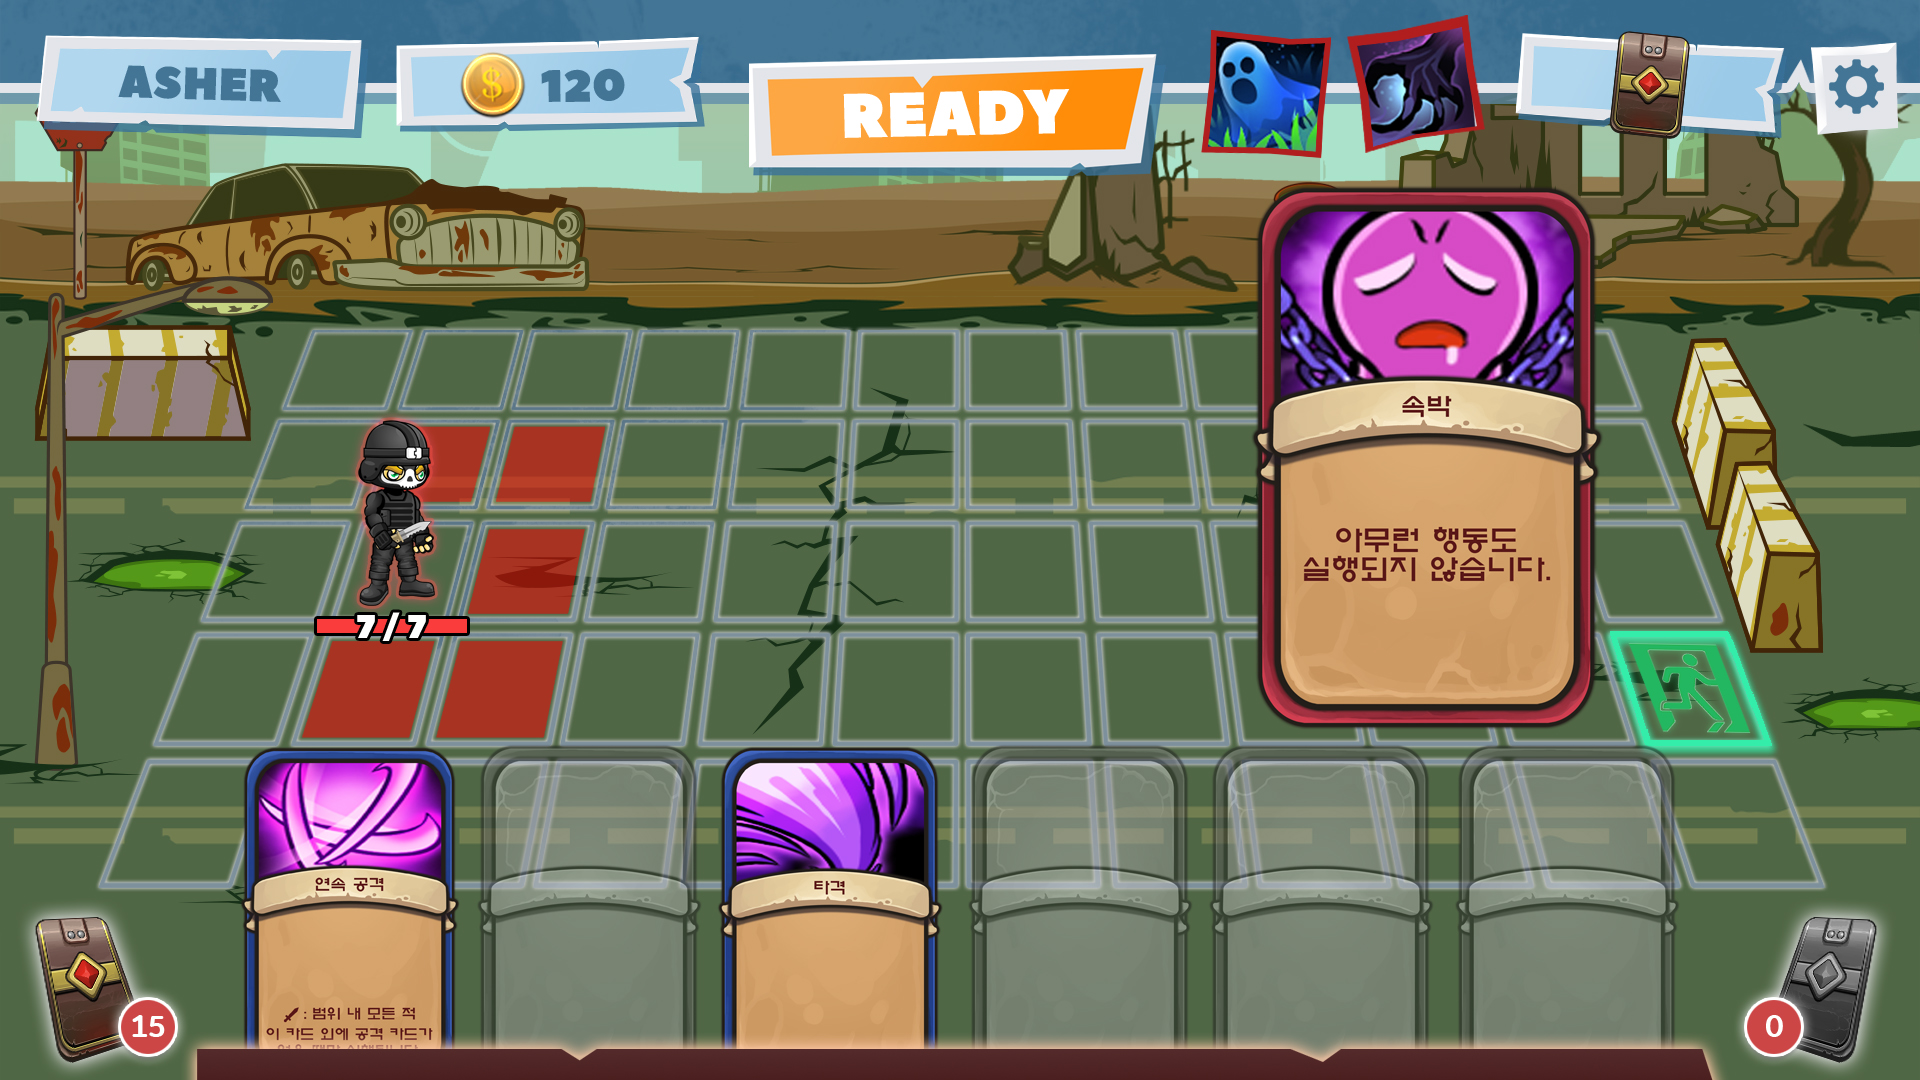 ASHER
$ 120
READY
속박
아무런 행동도
실행되지 않습니다.
7/7
연속 공격
타격
: 범위 내 모든 적
이 카드 외에 공격 카드가
15
0